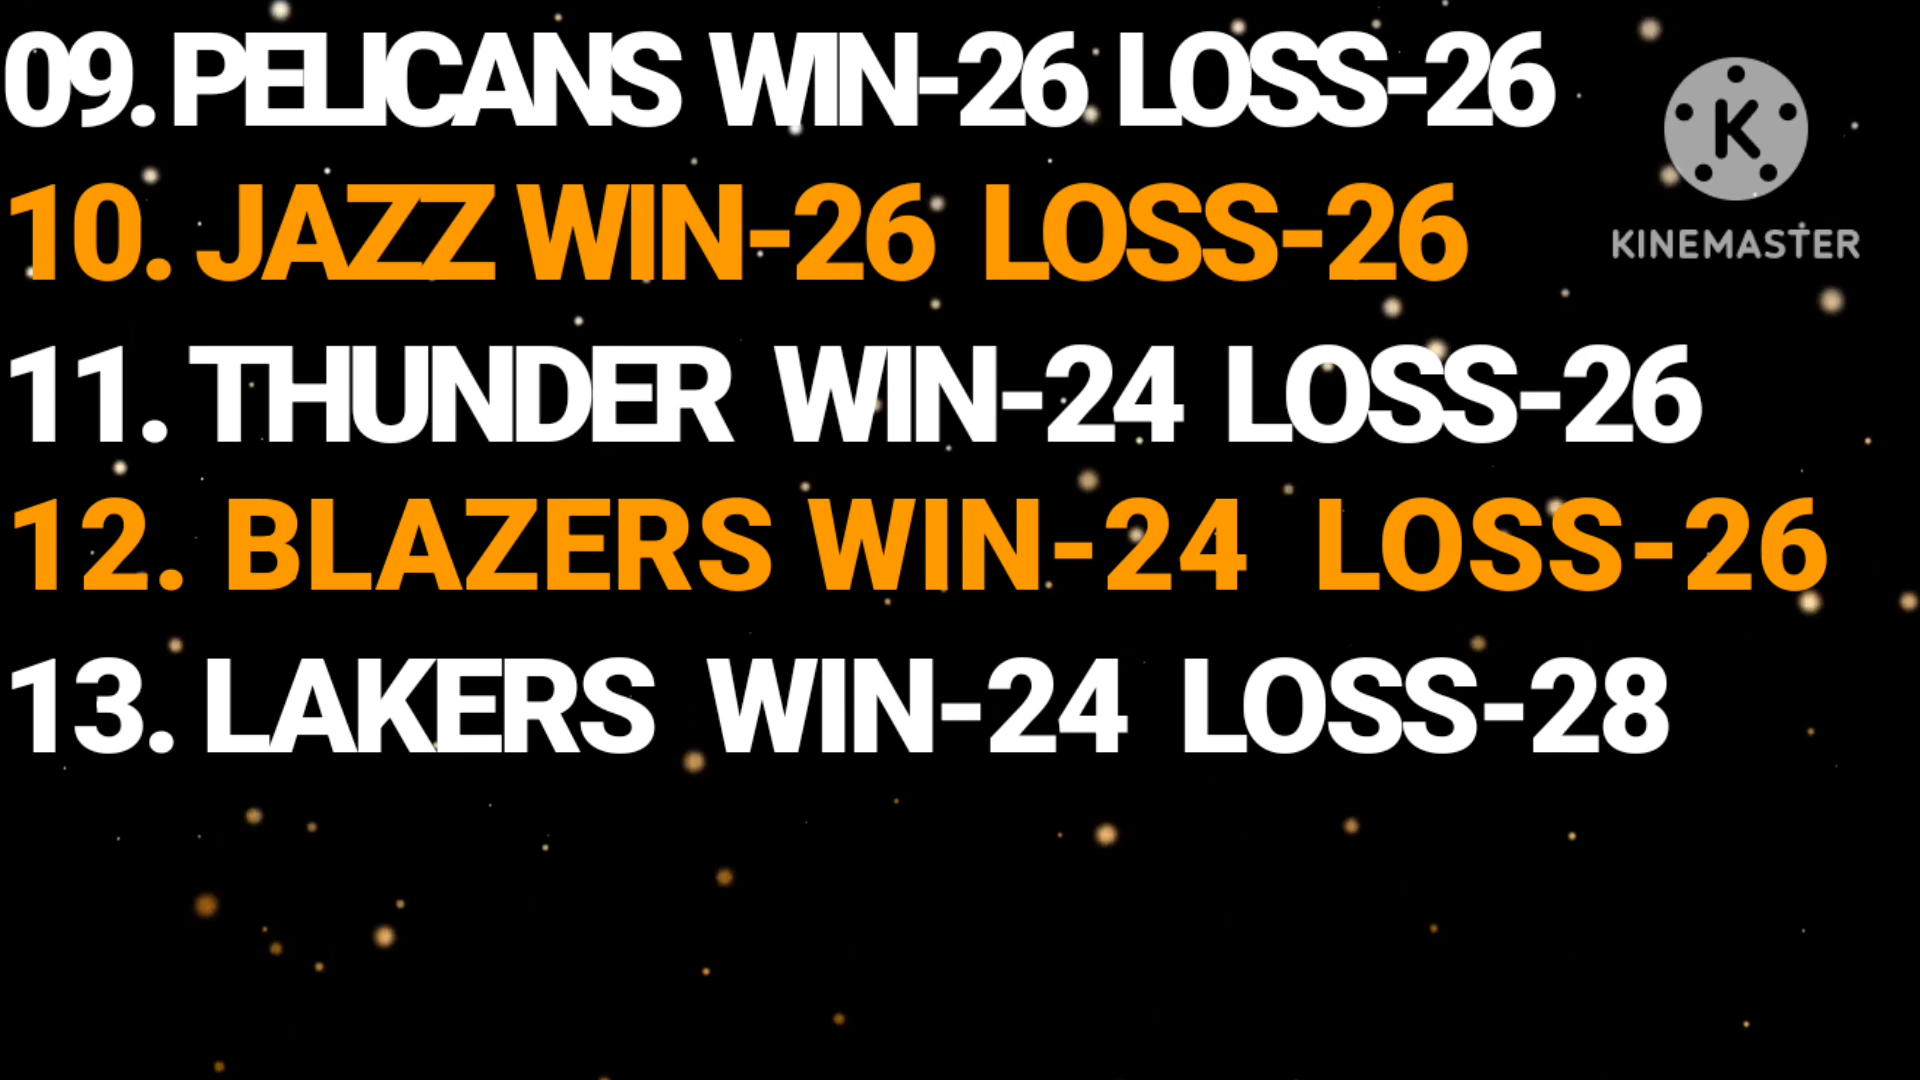 09. PELICANS WIN-26 LOSS-26
K
KINEMASTER
10. JAZZ WIN-26 LOSS-26
11. THUNDER WIN-24 LOSS-26
12. BLAZERS WIN-24 LOSS-26
13. LAKERS WIN-24 LOSS-28